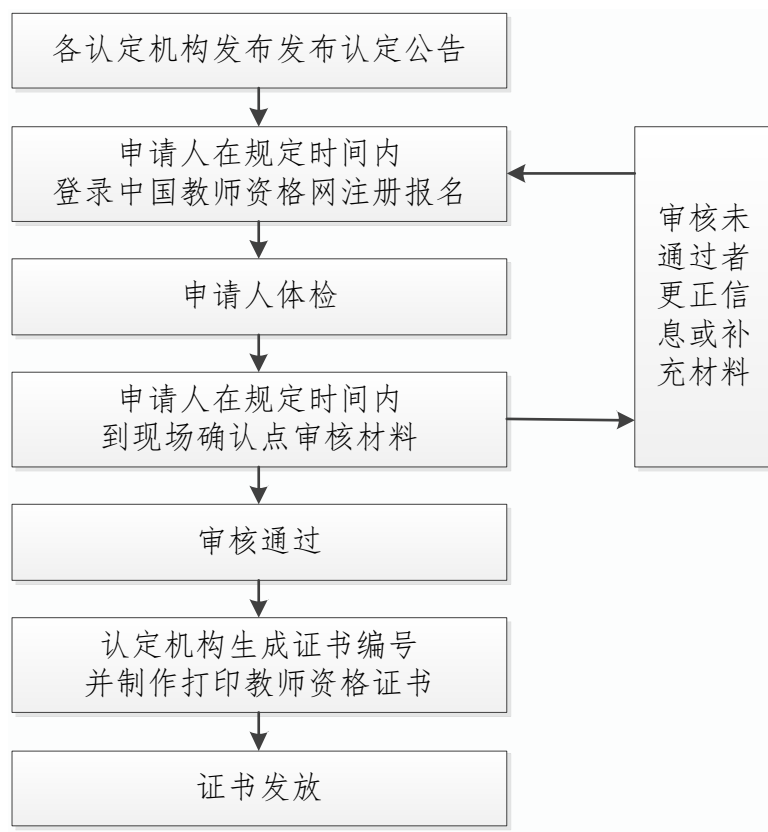 各认定机构发布发布认定公告
申请人在规定时间内
登录中国教师资格网注册报名
申请人体检
申请人在规定时间内
到现场确认点审核材料
审核未
通过者
更正信
息或补
充材料
审核通过
认定机构生成证书编号
并制作打印教师资格证书
证书发放